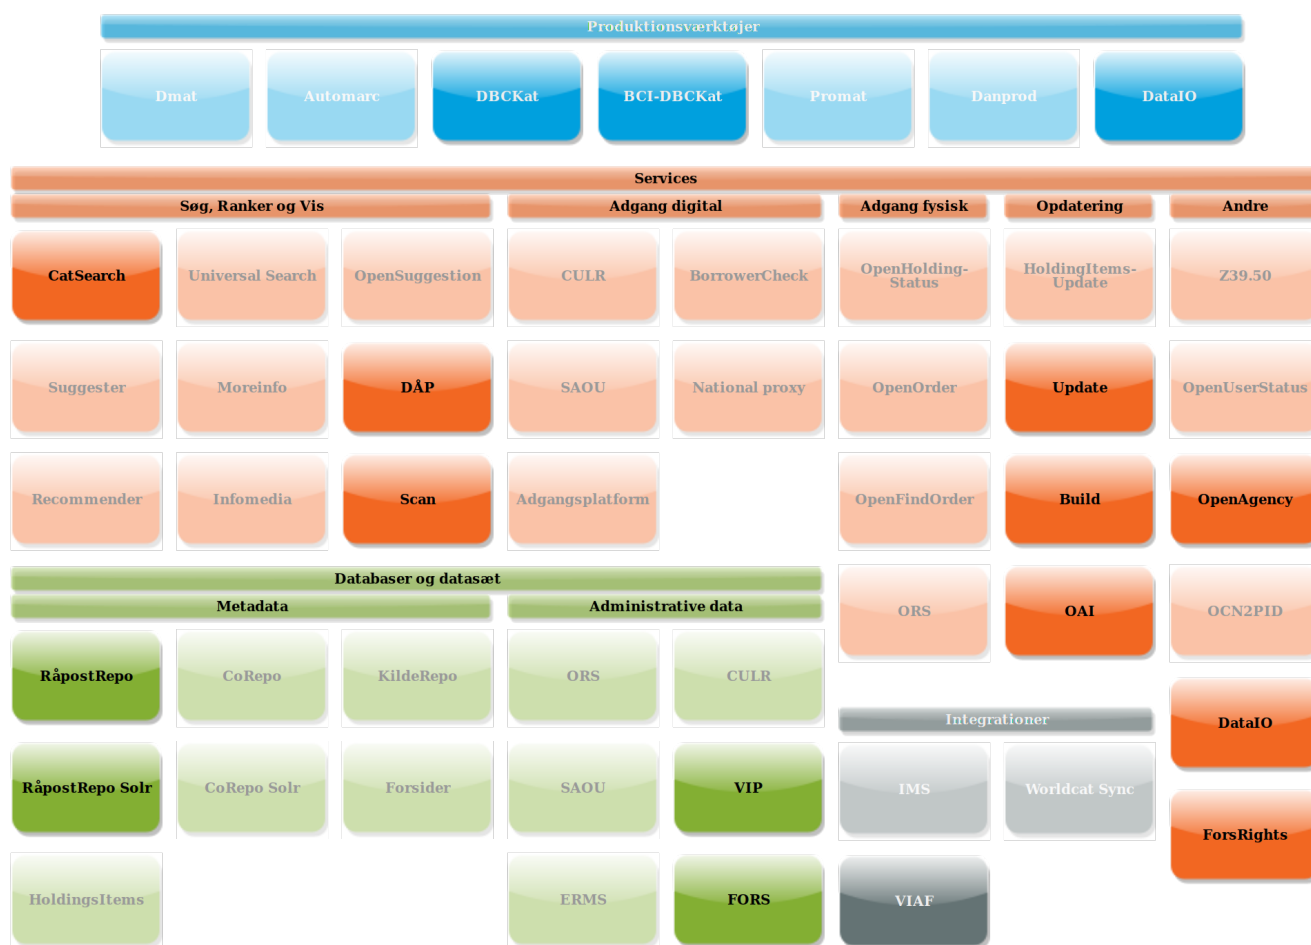 Produktionsværktøjer
Dmat
Automarc
DBCKat
BCI-DBCKat
Promat
Danprod
DataIO
Services
Søg, Ranker og Vis
Adgang digital
Adgang fysisk
Opdatering
Andre
CatSearch
Universal Search
OpenSuggestion
CULR
BorrowerCheck
OpenHolding-
Status
HoldingItems-
Update
Z39.50
Suggester
Moreinfo
DÅP
SAOU
National proxy
OpenOrder
Update
OpenUserStatus
Recommender
Infomedia
Scan
Adgangsplatform
OpenFindOrder
Build
OpenAgency
Databaser og datasæt
Metadata
Administrative data
ORS
OAI
OCN2PID
RåpostRepo
CoRepo
KildeRepo
ORS
CULR
Integrationer
DataIO
RåpostRepo Solr
CoRepo Solr
Forsider
SAOU
VIP
IMS
Worldcat Sync
ForsRights
HoldingsItems
ERMS
FORS
VIAF